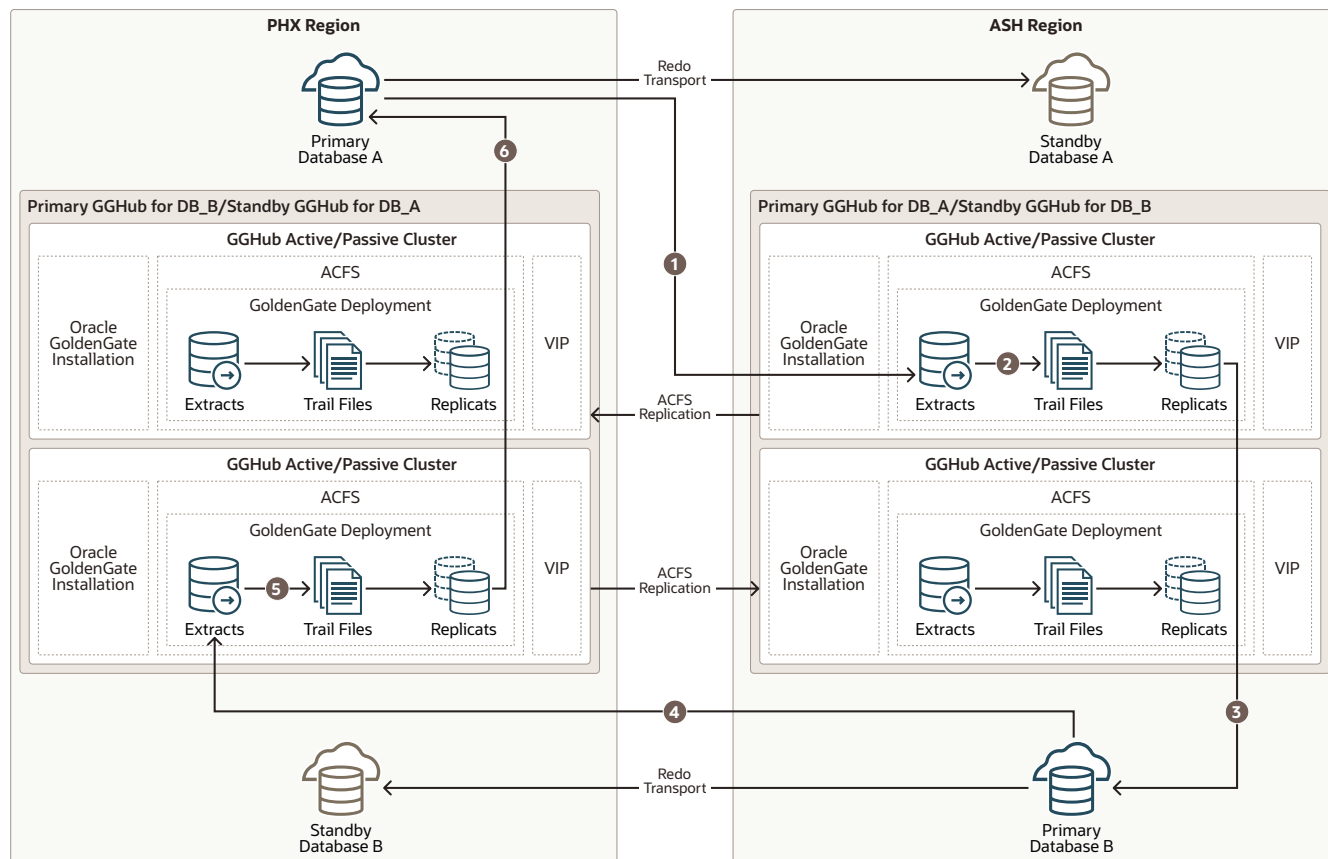 PHX Region
ASH Region
Redo
Transport
Primary
Database A
Standby
Database A
6
Primary GGHub for DB_B/Standby GGHub for DB_A
Primary GGHub for DB_A/Standby GGHub for DB_B
GGHub Active/Passive Cluster
ACFS
GoldenGate Deployment
Oracle
GoldenGate
Installation
Extracts
Trail Files
Replicats
VIP
1
GGHub Active/Passive Cluster
ACFS
GoldenGate Deployment
Oracle
GoldenGate
Installation
2
Extracts
Trail Files
Replicats
VIP
ACFS
Replication
GGHub Active/Passive Cluster
ACFS
GoldenGate Deployment
Oracle
GoldenGate
Installation
5
Extracts
Trail Files
Replicats
VIP
ACFS
Replication
GGHub Active/Passive Cluster
ACFS
GoldenGate Deployment
Oracle
GoldenGate
Installation
Extracts
Trail Files
Replicats
VIP
4
3
Redo
Transport
Standby
Database B
Primary
Database B